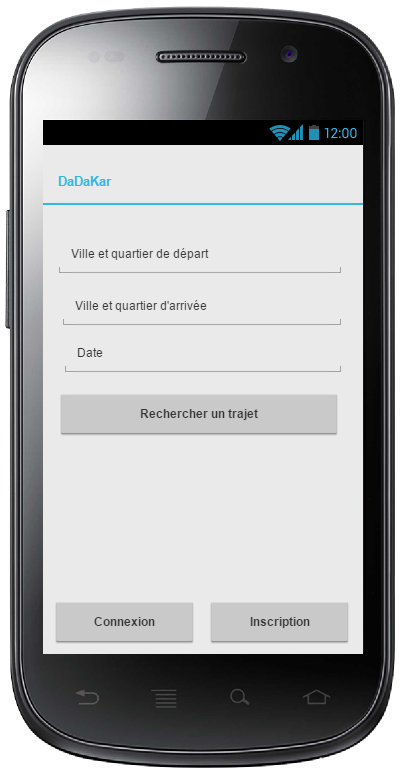 12:00
DaDaKar
Ville et quartier de départ
Ville et quartier d'arrivée
Date
Rechercher un trajet
Connexion
Inscription